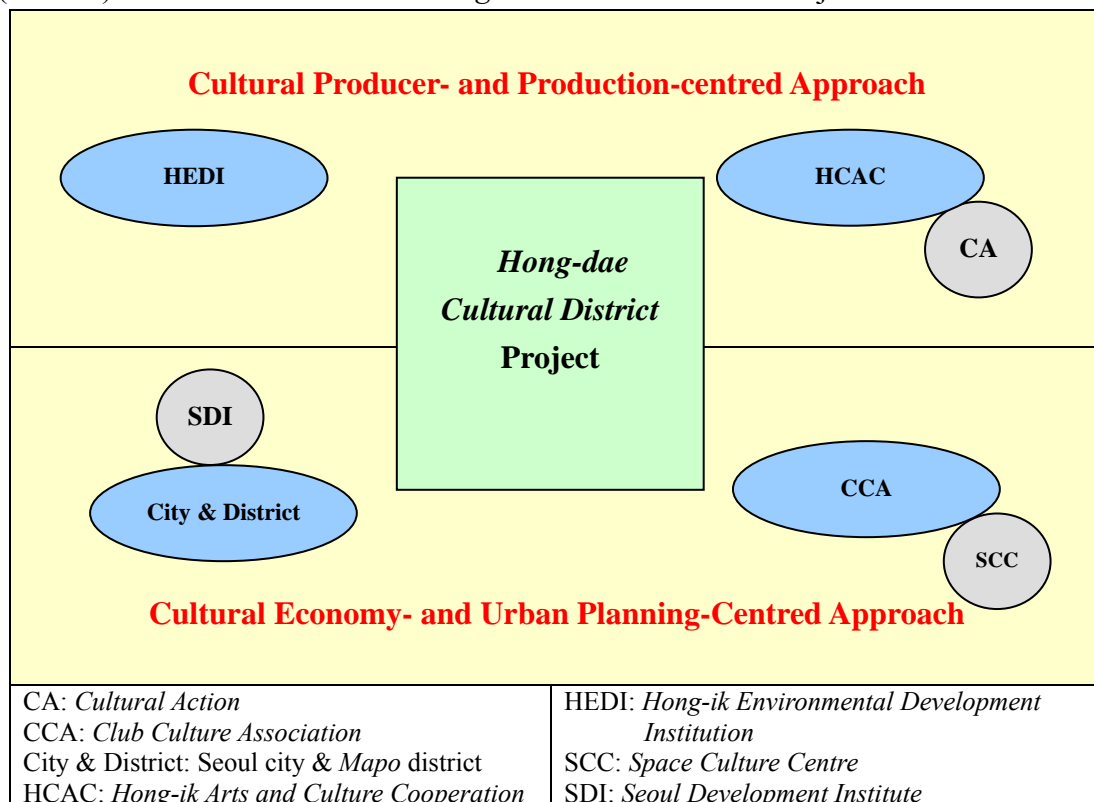 Cultural Producer- and Production-centred Approach
HEDI
HCAC
CA
Hong-dae
Cultural District
Project
SDI
City & District
CCA
SCC
Cultural Economy- and Urban Planning-Centred Approach
CA: Cultural Action
CCA: Club Culture Association
City & District: Seoul city & Mapo district
HCAC: Hong-ik Arts and Culture Cooperation
HEDI: Hong-ik Environmental Development
Institution
SCC: Space Culture Centre
SDI: Seoul Development Institute